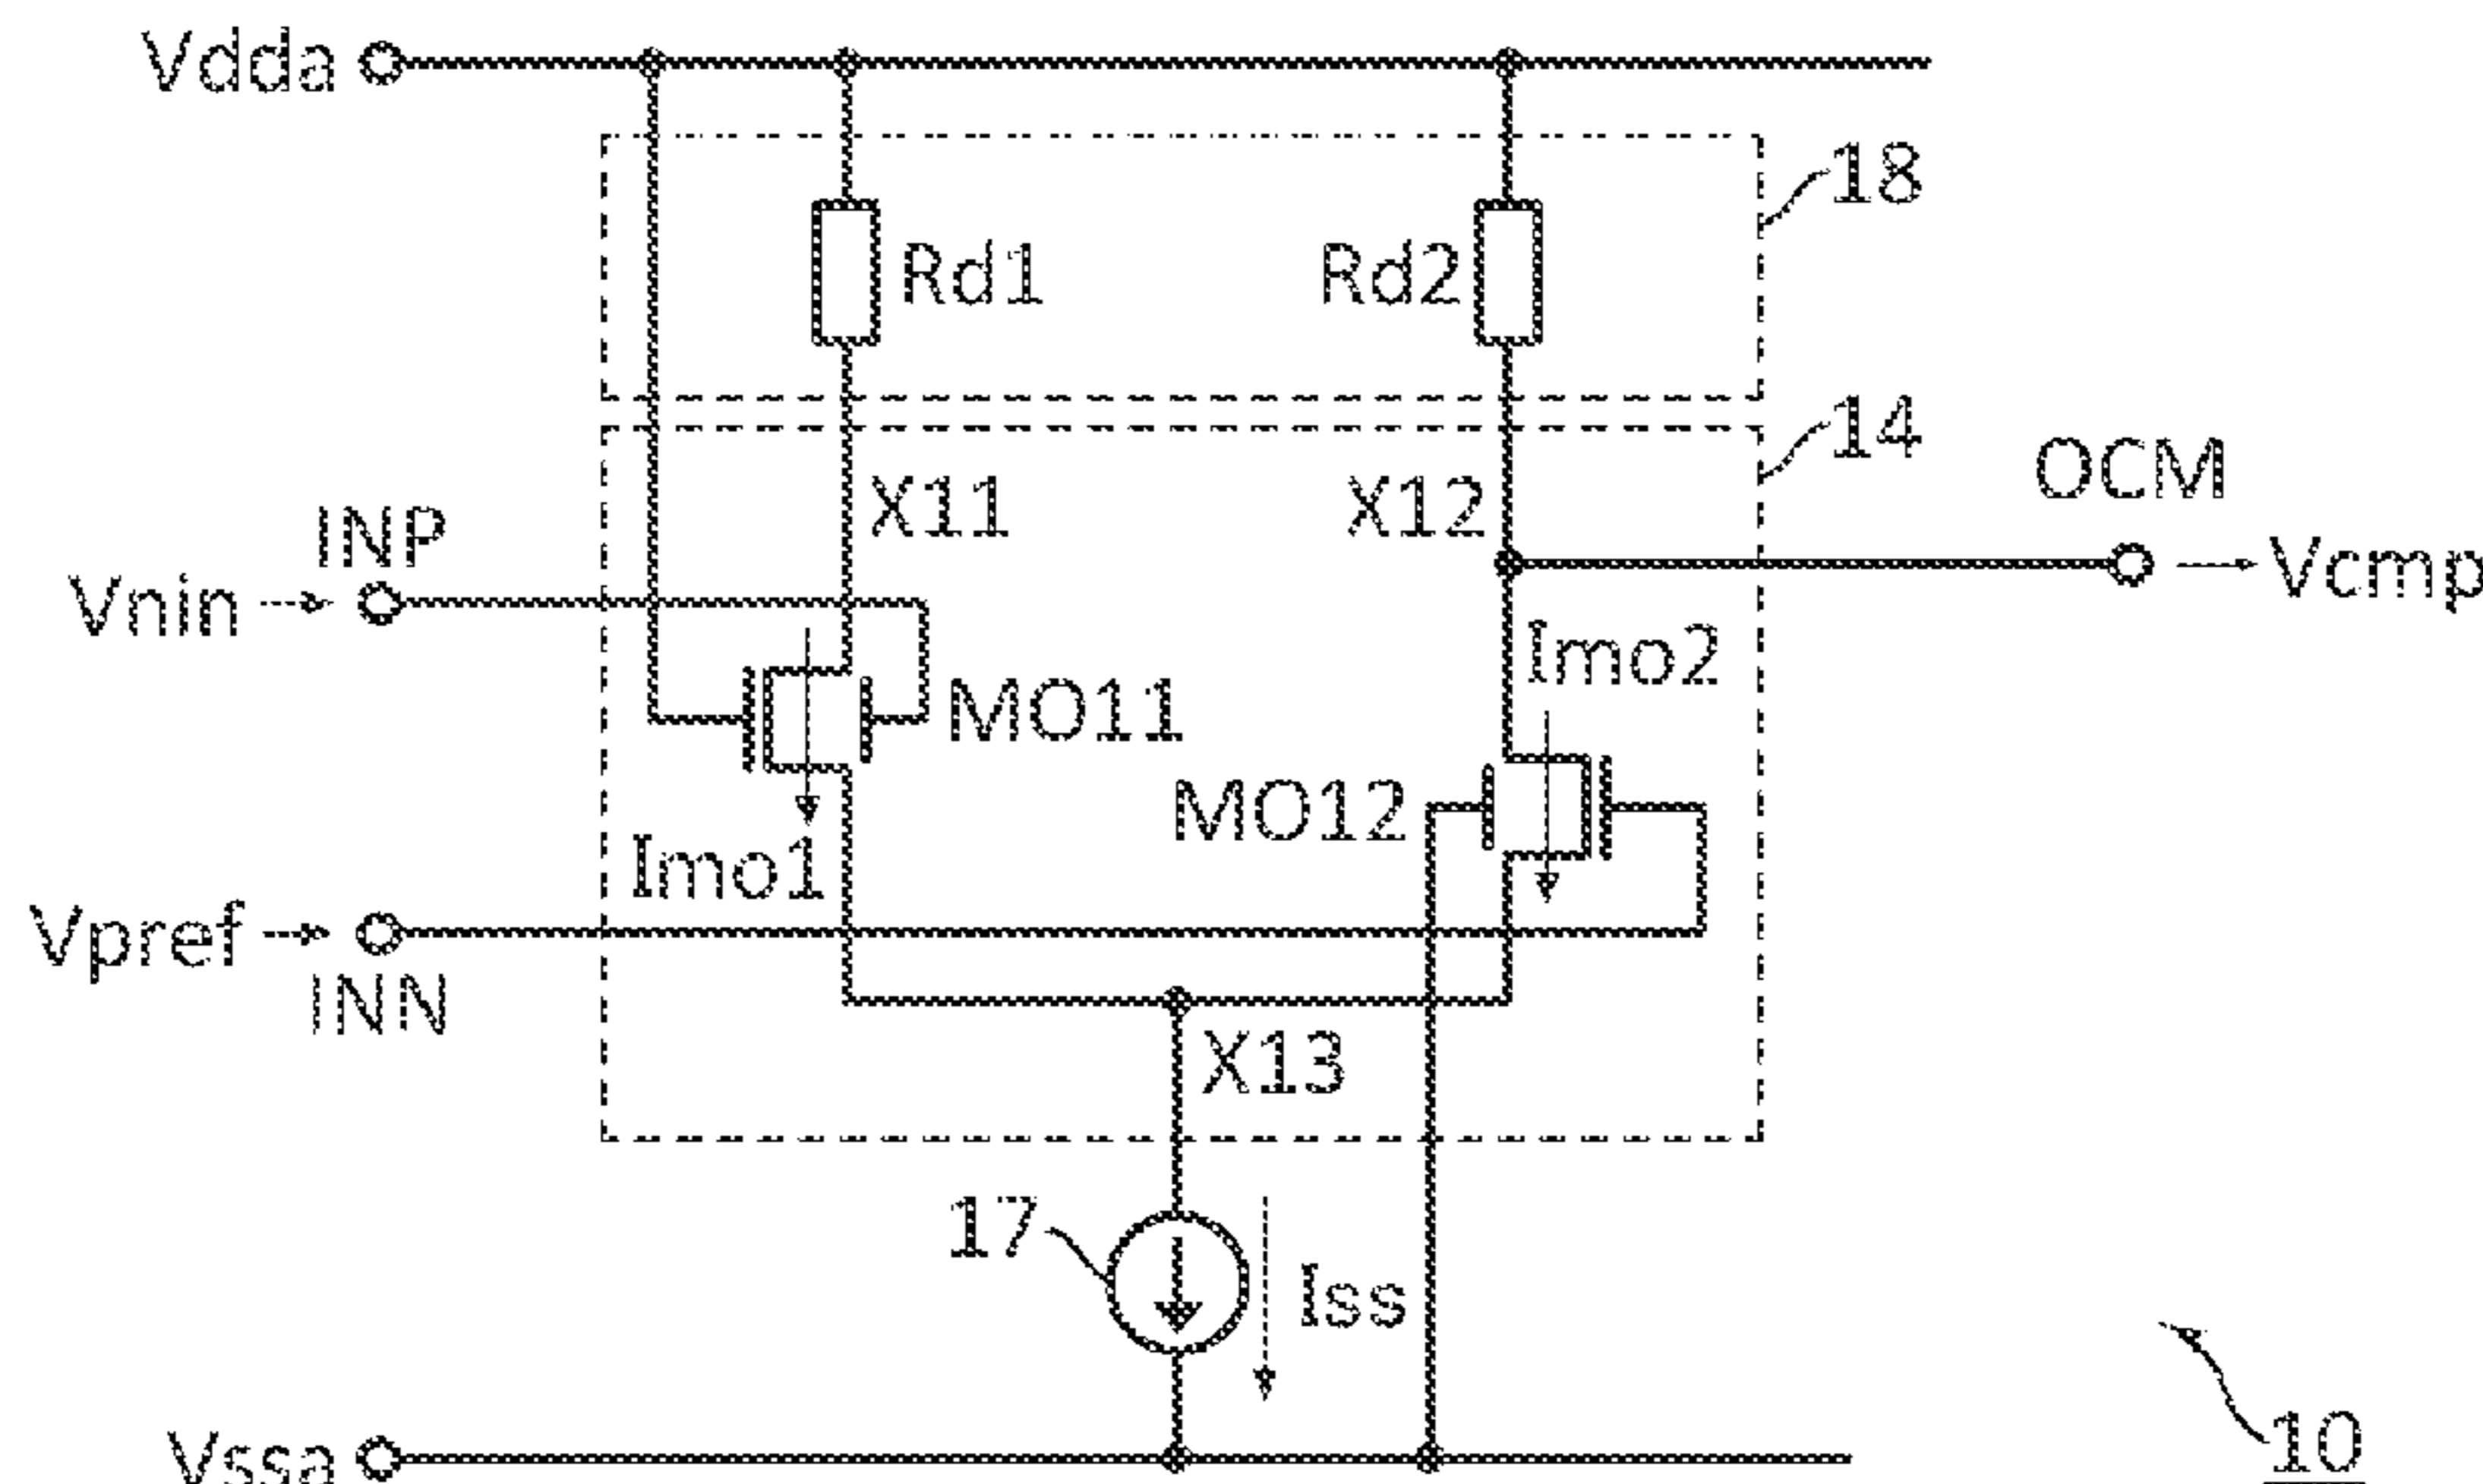 Vdda
18
Rd1
Rd2
14
OCM
X11
X12
INP
Vnin
Vcmp
Imo2
MO11
MO12
Imo1
Vpref
INN
X13
17
Iss
Vssa
10